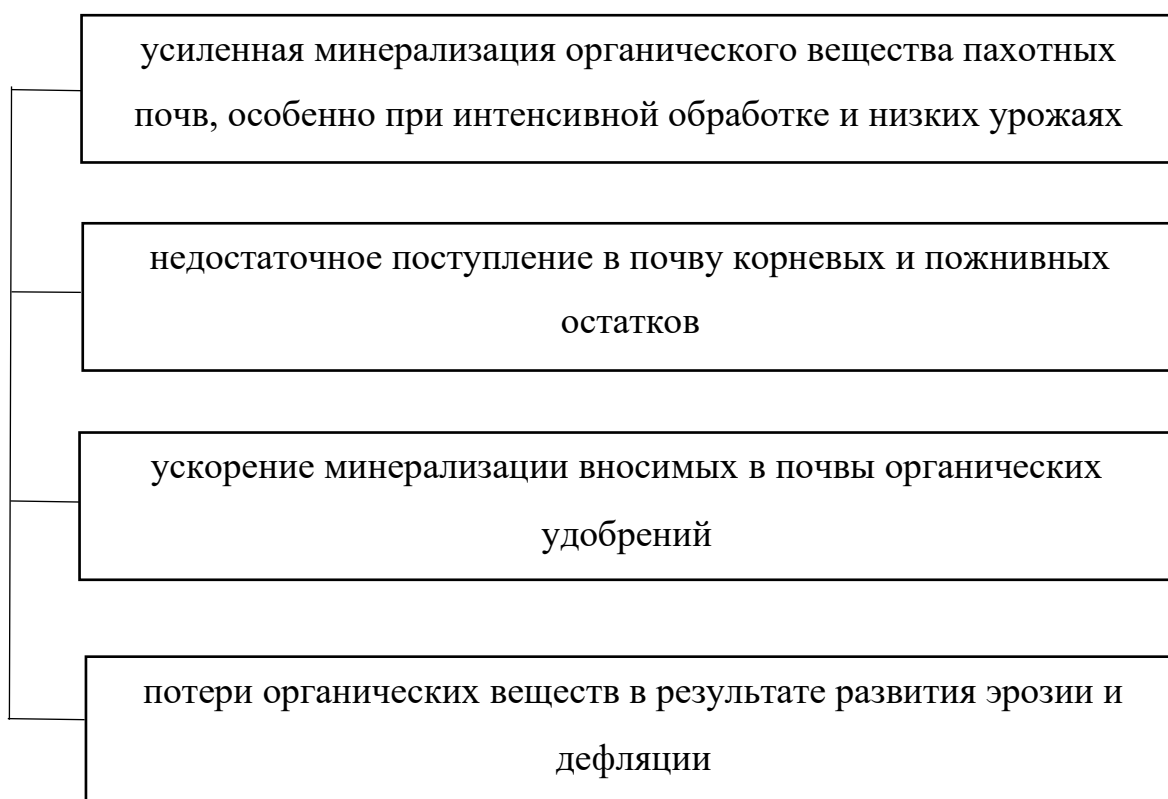 усиленная минерализация органического вещества пахотных
почв, особенно при интенсивной обработке и низких урожаях
недостаточное поступление в почву корневых и пожнивных
остатков
ускорение минерализации вносимых в почвы органических
удобрений
потери органических веществ в результате развития эрозии и
дефляции